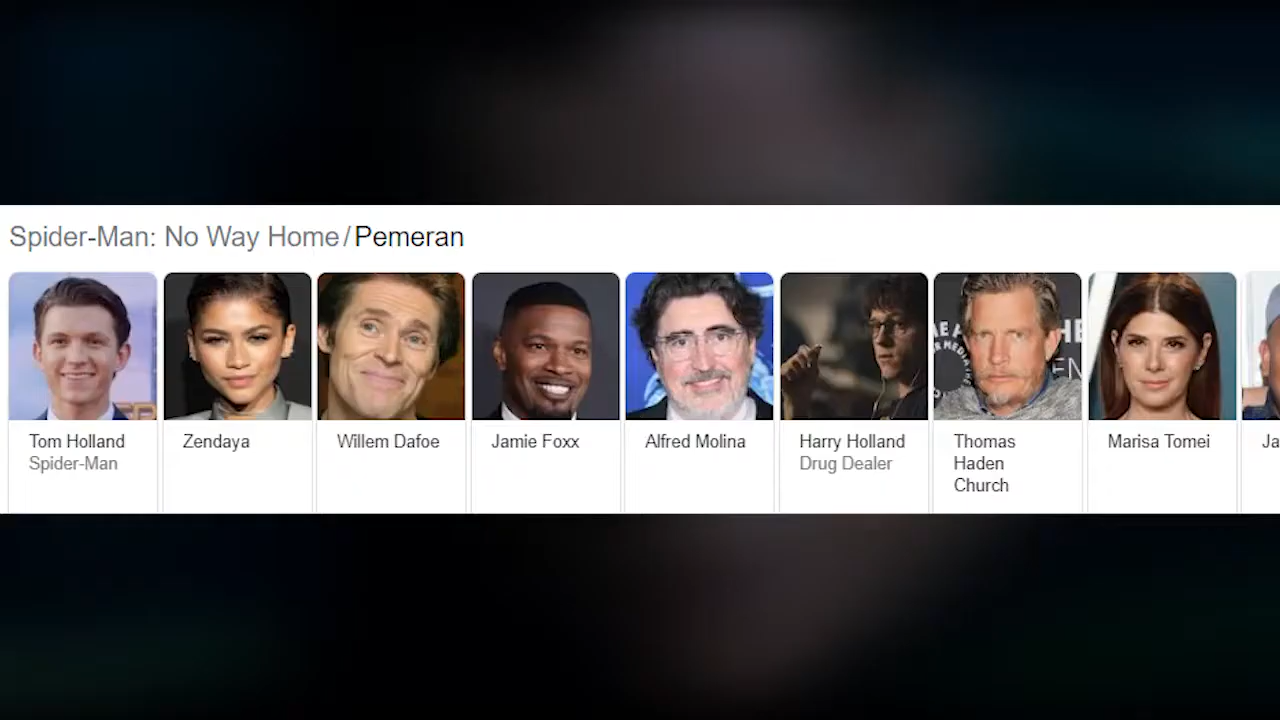 Spider-Man: No Way Home/Pemeran
Tom Holland
Spider-Man
Zendaya
Willem Dafoe
Jamie Foxx
Alfred Molina
Harry Holland
Drug Dealer
Thomas
Haden
Church
Marisa Tomei
Ja